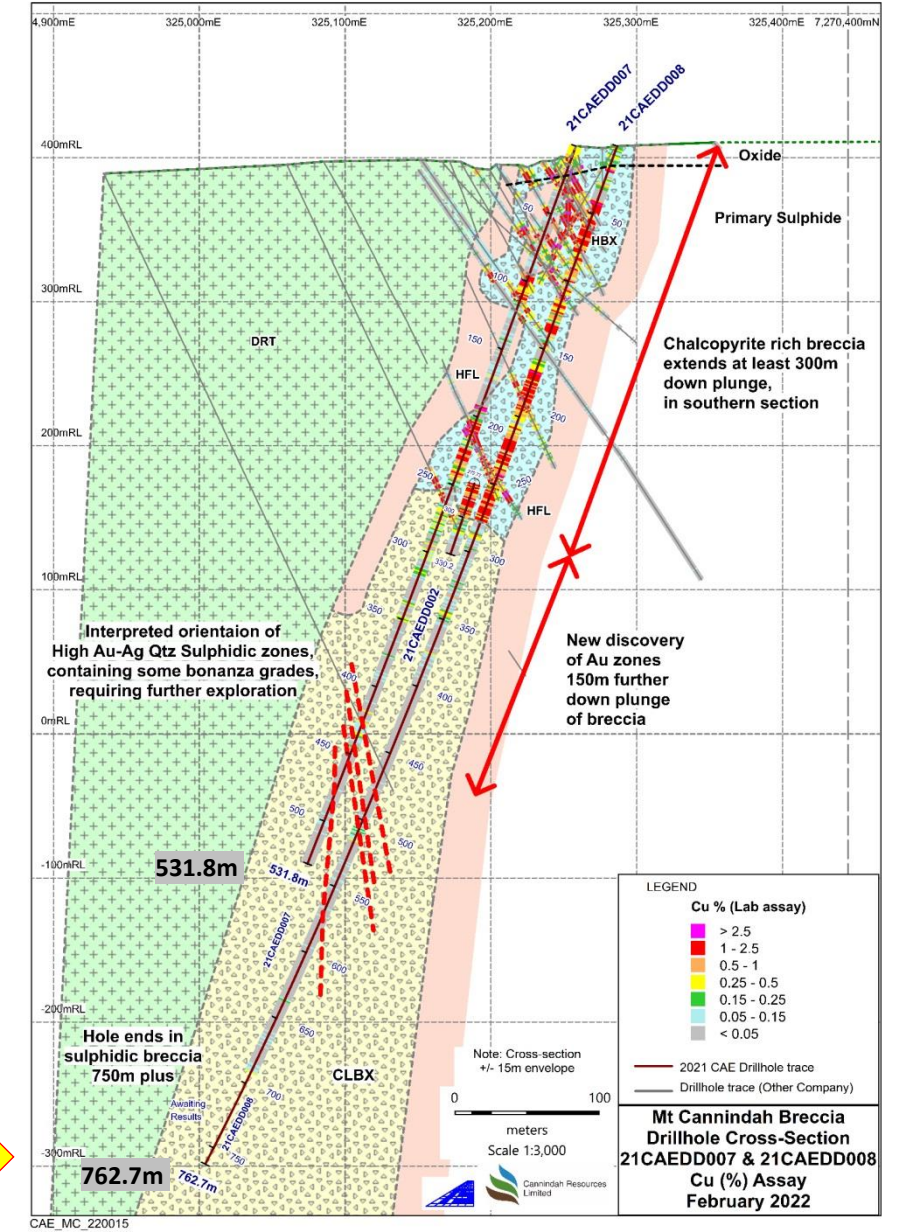 4,900mE
325,000mE
325,100mE
325,200mE
325,300mE
325,400mE
7,270,400mN
21CAEDD007
21CAEDD008
400mRL
Oxide
Primary Sulphide
50
50
HBX
100
300mRL
DRT
150
150
HFL
Chalcopyrite rich breccia
extends at least 300m
down plunge,
in southern section
200mRL
200
200
250
250
300
HFL
300
330.2
300
100mRL
350
21CAEDD002
350
Interpreted orientaion of
High Au-Ag Qtz Sulphidic zones,
containing some bonanza grades,
requiring further exploration
New discovery
of Au zones
150m further
down plunge
of breccia
400
400
0mRL
450
450
500
500
-100mRL
531.8m
531.8m
550
21CAEDD007
600
-200mRL
650
Hole ends in
sulphidic breccia
750m plus
CLBX
700
Awaiting
Results
21CAEDD008
750
-300mRL
762.7m
762.7m
LEGEND
Cu % (Lab assay)
> 2.5
1 - 2.5
0.5 - 1
0.25 - 0.5
0.15 - 0.25
0.05 - 0.15
< 0.05
2021 CAE Drillhole trace
Drillhole trace (Other Company)
Note: Cross-section
+/- 15m envelope
0 100
meters
Scale 1:3,000
Cannindah Resources
Limited
Mt Cannindah Breccia
Drillhole Cross-Section
21CAEDD007 & 21CAEDD008
Cu (%) Assay
February 2022
CAE_MC_220015